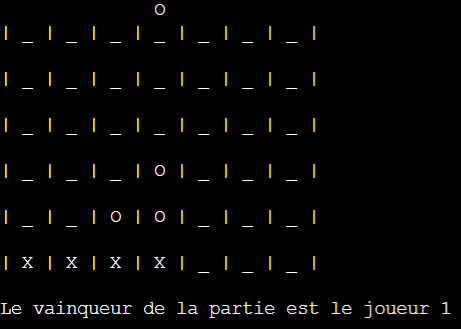 O
| _ | _ | _ | _ | _ | _ | _ |
| _ | _ | _ | _ | _ | _ | _ |
| _ | _ | _ | _ | _ | _ | _ |
| _ | _ | _ | O | _ | _ | _ |
| _ | _ | O | O | _ | _ | _ |
| X | X | X | X | _ | _ | _ |
Le vainqueur de la partie est le joueur 1